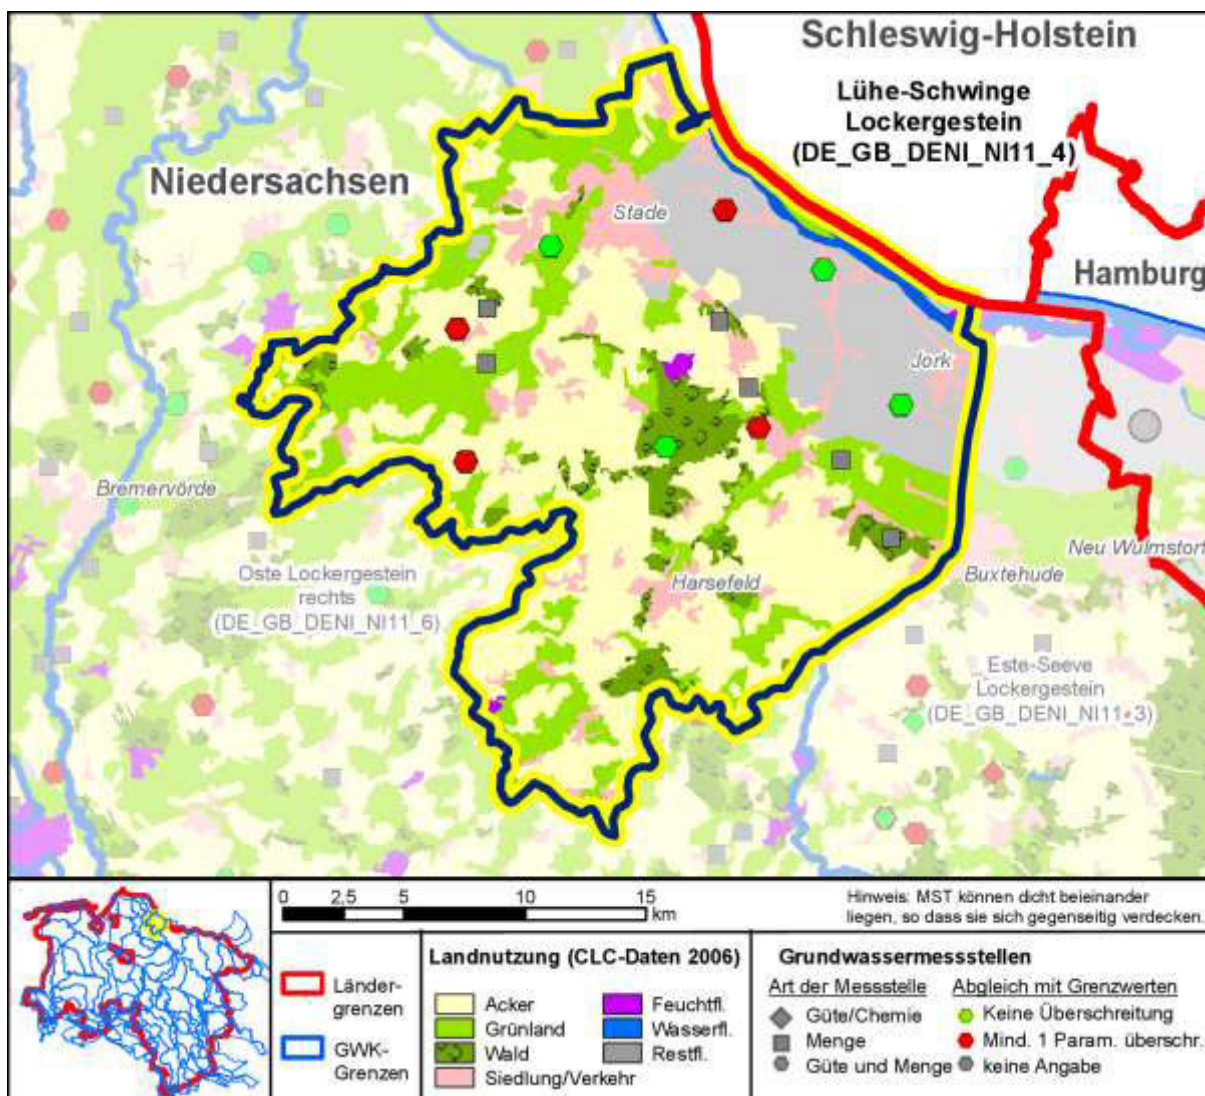 Schleswig-Holstein
Lühe-Schwinge
Lockergestein
(DE_GB_DENI_NI11_4)
Niedersachsen
Stade
Hamburg
Jork
Bremervörde
Oste Lockergestein
rechts
(DE_GB_DENI_NI11_6)
Harsefeld
Buxtehude
Neu Wulmstorf
Este-Seeve
Lockergestein
(DE_GB_DENI_NI11_3)
0 2,5 5 10 15
km
Hinweis: MST können dicht beieinander
liegen, so dass sie sich gegenseitig verdecken.
Länder-
grenzen
GWK-
Grenzen
Landnutzung (CLC-Daten 2006)
Acker
Grünland
Wald
Siedlung/Verkehr
Feuchtfl.
Wasserfl.
Restfl.
Grundwassermessstellen
Art der Messstelle
Güte/Chemie
Menge
Güte und Menge
Abgleich mit Grenzwerten
Keine Überschreitung
Mind. 1 Param. überschr.
keine Angabe